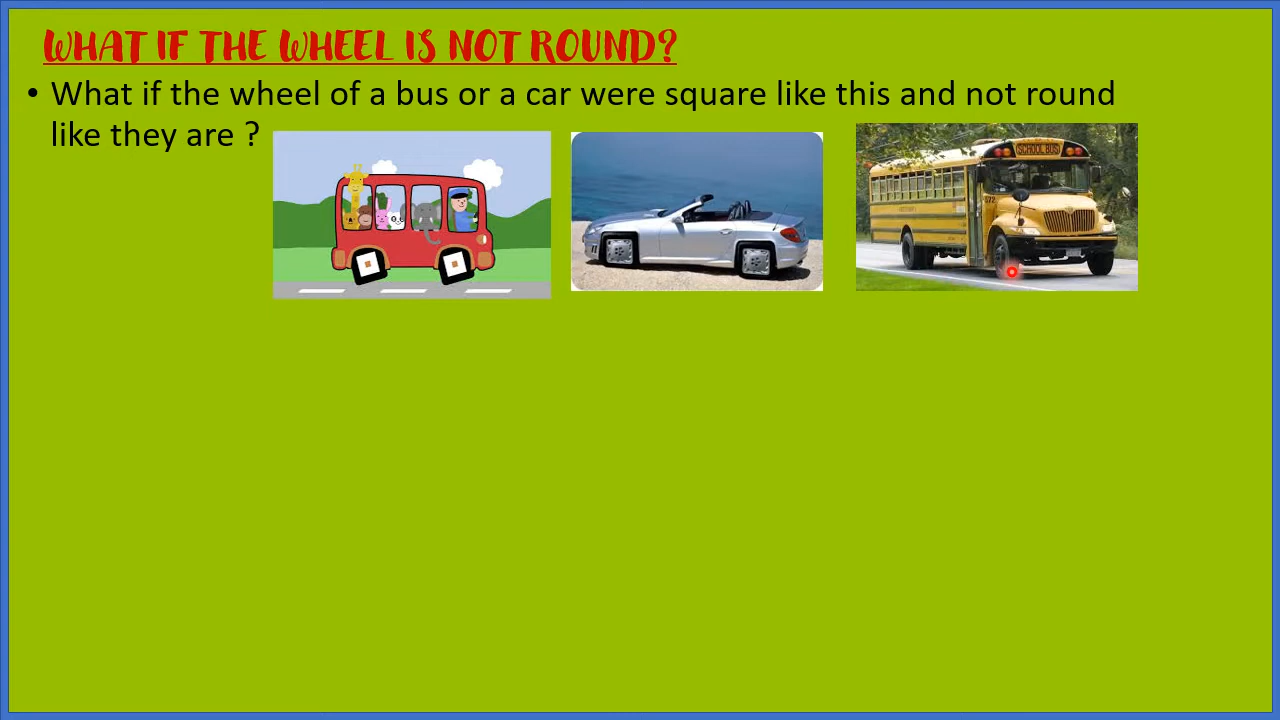 WHAT IF THE WHEEL IS NOT ROUND?
• What if the wheel of a bus or a car were square like this and not round
like they are ?
SCHOOL BUS